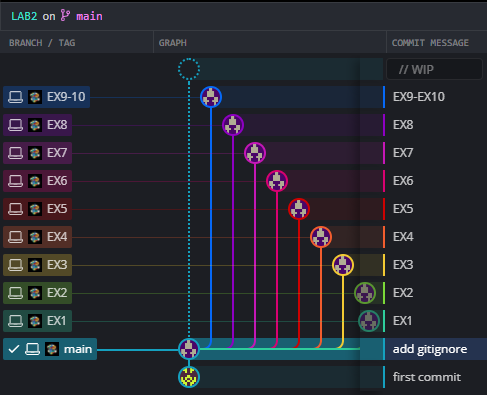 LAB2 on main
BRANCH / TAG GRAPH COMMIT MESSAGE
// WIP
EX9-10 EX9-EX10
EX8 EX8
EX7 EX7
EX6 EX6
EX5 EX5
EX4 EX4
EX3 EX3
EX2 EX2
EX1 EX1
main add gitignore
first commit